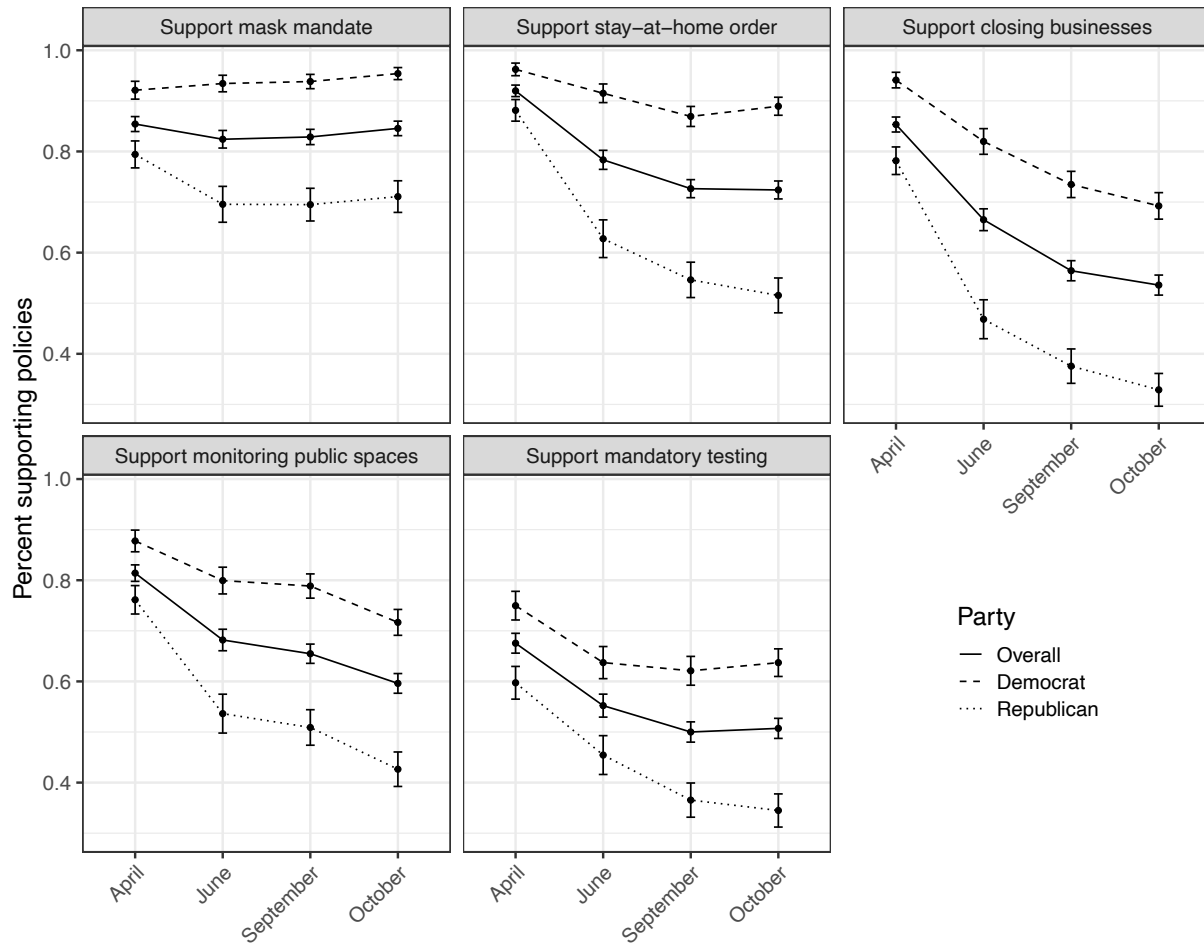 Support mask mandate
Support stay−at−home order
Support closing businesses
1.0
0.8
0.6
0.4
Percent supporting policies
April
June
September
October
Support monitoring public spaces
Support mandatory testing
1.0
0.8
0.6
0.4
April
June
September
October
April
June
September
October
Party
Overall
Democrat
Republican